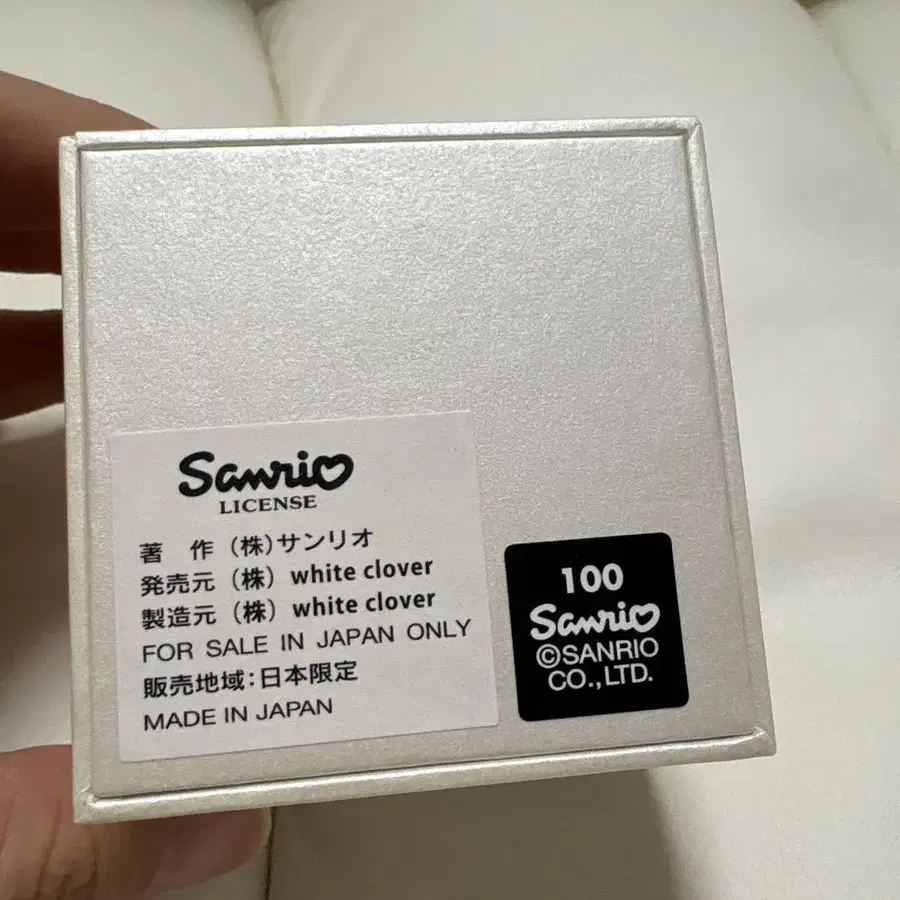 Sanrio
LICENSE
著　作（株）サンリオ
発売元（株）white clover
製造元（株）white clover
FOR SALE IN JAPAN ONLY
販売地域：日本限定
MADE IN JAPAN
100
Sanrio
©SANRIO
CO.,LTD.